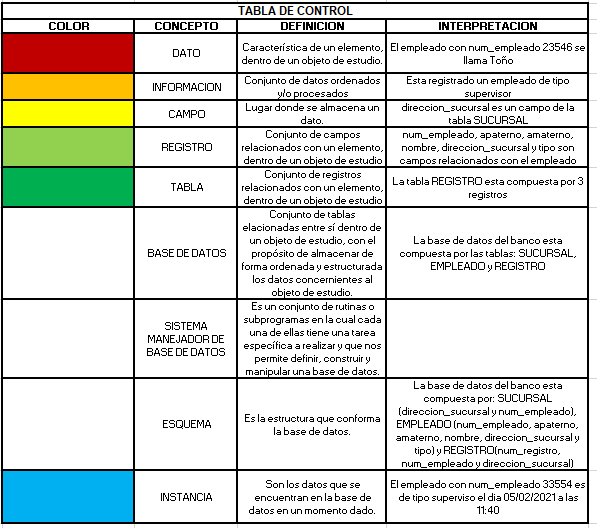 TABLA DE CONTROL
COLOR CONCEPTO DEFINICION INTERPRETACION
DATO
Característica de un elemento,
dentro de un objeto de estudio.
El empleado con num_empleado 23546 se
llama Toño
INFORMACION
Conjunto de datos ordenados
y/o procesados
Esta registrado un empleado de tipo
supervisor
CAMPO
Lugar donde se almacena un
dato.
direccion_sucursal es un campo de la
tabla SUCURSAL
REGISTRO
Conjunto de campos
relacionados con un elemento,
dentro de un objeto de estudio
num_empleado, apaterno, amaterno,
nombre, direccion_sucursal y tipo son
campos relacionados con el empleado
TABLA
Conjunto de registros
relacionados con un elemento,
dentro de un objeto de estudio
La tabla REGISTRO esta compuesta por 3
registros
BASE DE DATOS
Conjunto de tablas
elacionadas entre sí dentro de
un objeto de estudio, con el
propósito de almacenar de
forma ordenada y estructurada
los datos concernientes al
objeto de estudio.
La base de datos del banco esta
compuesta por las tablas: SUCURSAL,
EMPLEADO y REGISTRO
SISTEMA
MANEJADOR DE
BASE DE DATOS
Es un conjunto de rutinas o
subprogramas en la cual cada
una de ellas tiene una tarea
específica a realizar y que nos
permite definir, construir y
manipular una base de datos.
ESQUEMA
Es la estructura que conforma
la base de datos.
La base de datos del banco esta
compuesta por: SUCURSAL
(direccion_sucursal y num_empleado),
EMPLEADO (num_empleado, apaterno,
amaterno, nombre, direccion_sucursal y
tipo) y REGISTRO(num_registro,
num_empleado y direccion_sucursal)
INSTANCIA
Son los datos que se
encuentran en la base de
datos en un momento dado.
El empleado con num_empleado 33554 es
de tipo superviso el dia 05/02/2021 a las
11:40